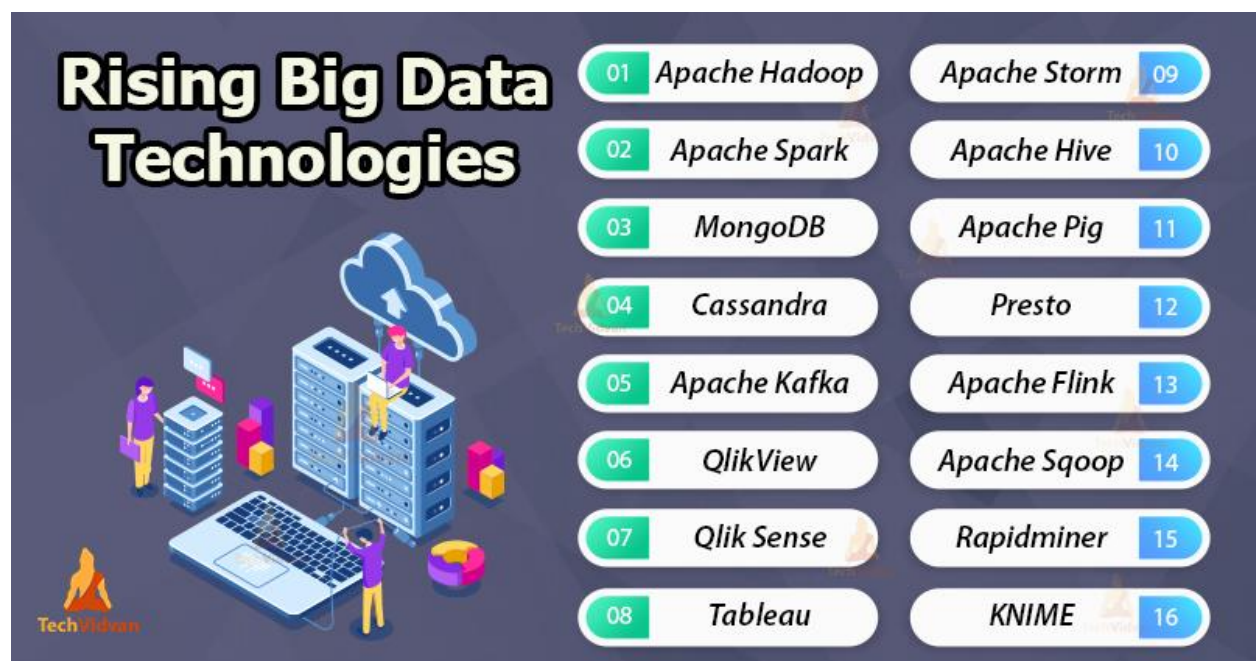 Rising Big Data
Technologies
01 Apache Hadoop
02 Apache Spark
03 MongoDB
04 Cassandra
05 Apache Kafka
06 QlikView
07 Qlik Sense
08 Tableau
Apache Storm 09
Apache Hive 10
Apache Pig 11
Presto 12
Apache Flink 13
Apache Sqoop 14
Rapidminer 15
KNIME 16
TechVidvan